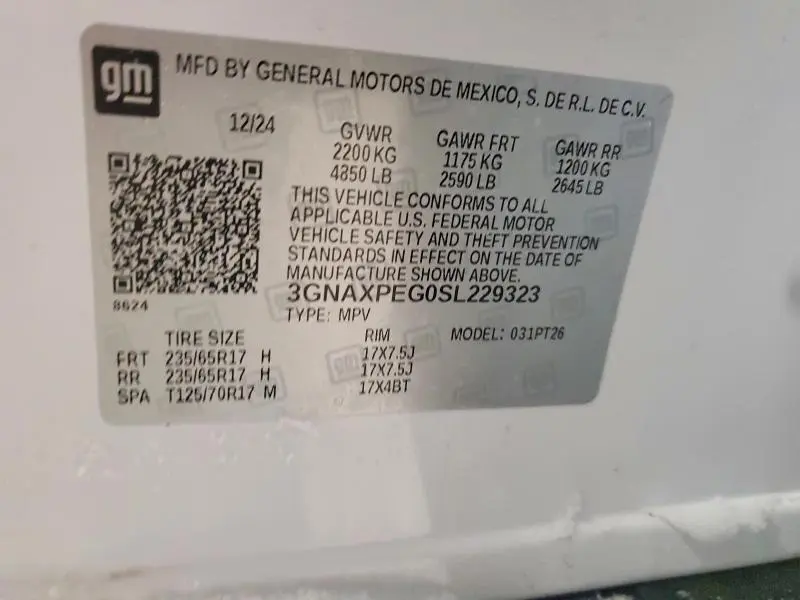 gm
MFD BY GENERAL MOTORS DE MEXICO, S. DE R.L. DE C.V.
12/24 GVWR GAWR FRT GAWR RR
2200 KG 1175 KG 1200 KG
4850 LB 2590 LB 2645 LB
THIS VEHICLE CONFORMS TO ALL
APPLICABLE U.S. FEDERAL MOTOR
VEHICLE SAFETY AND THEFT PREVENTION
STANDARDS IN EFFECT ON THE DATE OF
MANUFACTURE SHOWN ABOVE.
8624
3GNAXPEG0SL229323
TYPE: MPV
TIRE SIZE RIM MODEL: 031PT26
FRT 235/65R17 H 17X7.5J
RR 235/65R17 H 17X7.5J
SPA T125/70R17 M 17X4BT